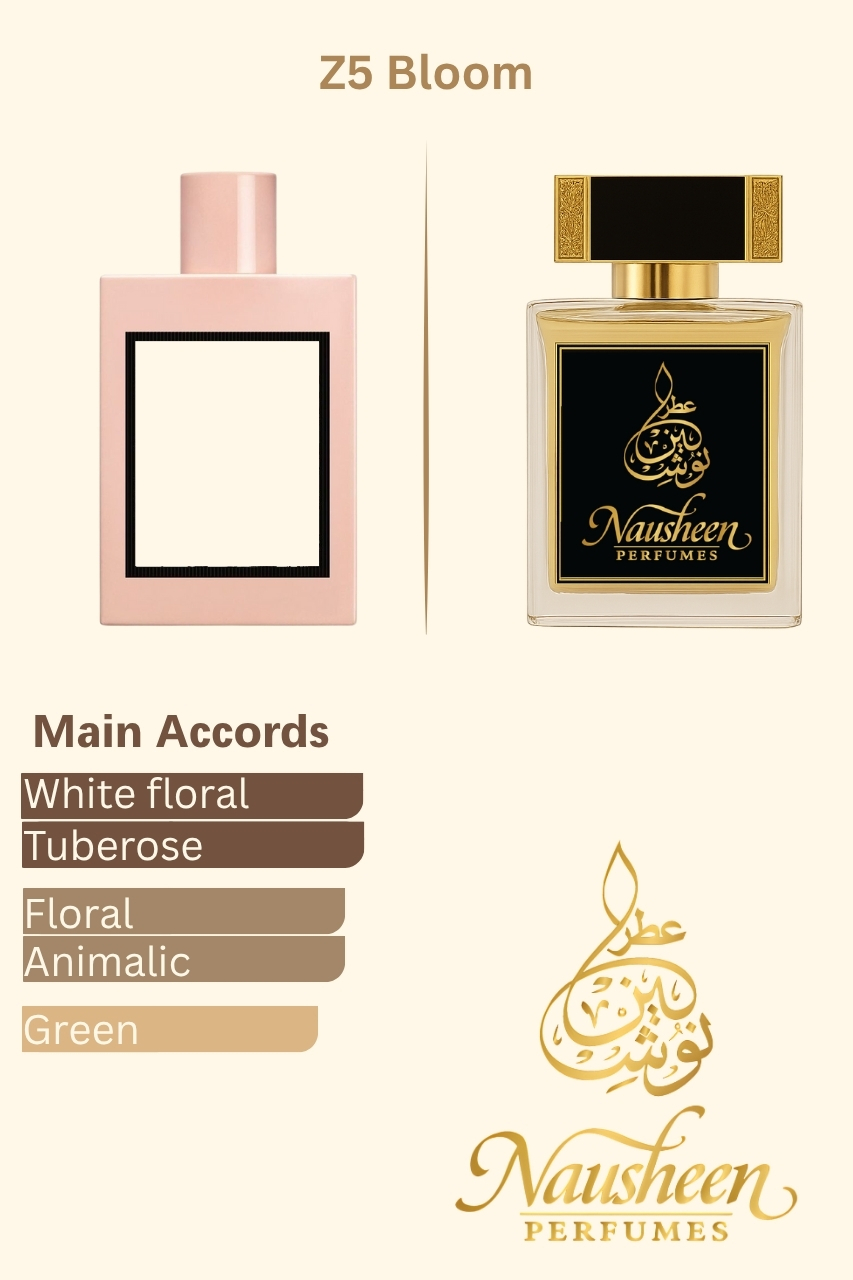 Z5 Bloom
عطر
نوشين
Nausheen
PERFUMES
Main Accords
White floral
Tuberose
Floral
Animalic
Green
عطر
نوشين
Nausheen
PERFUMES